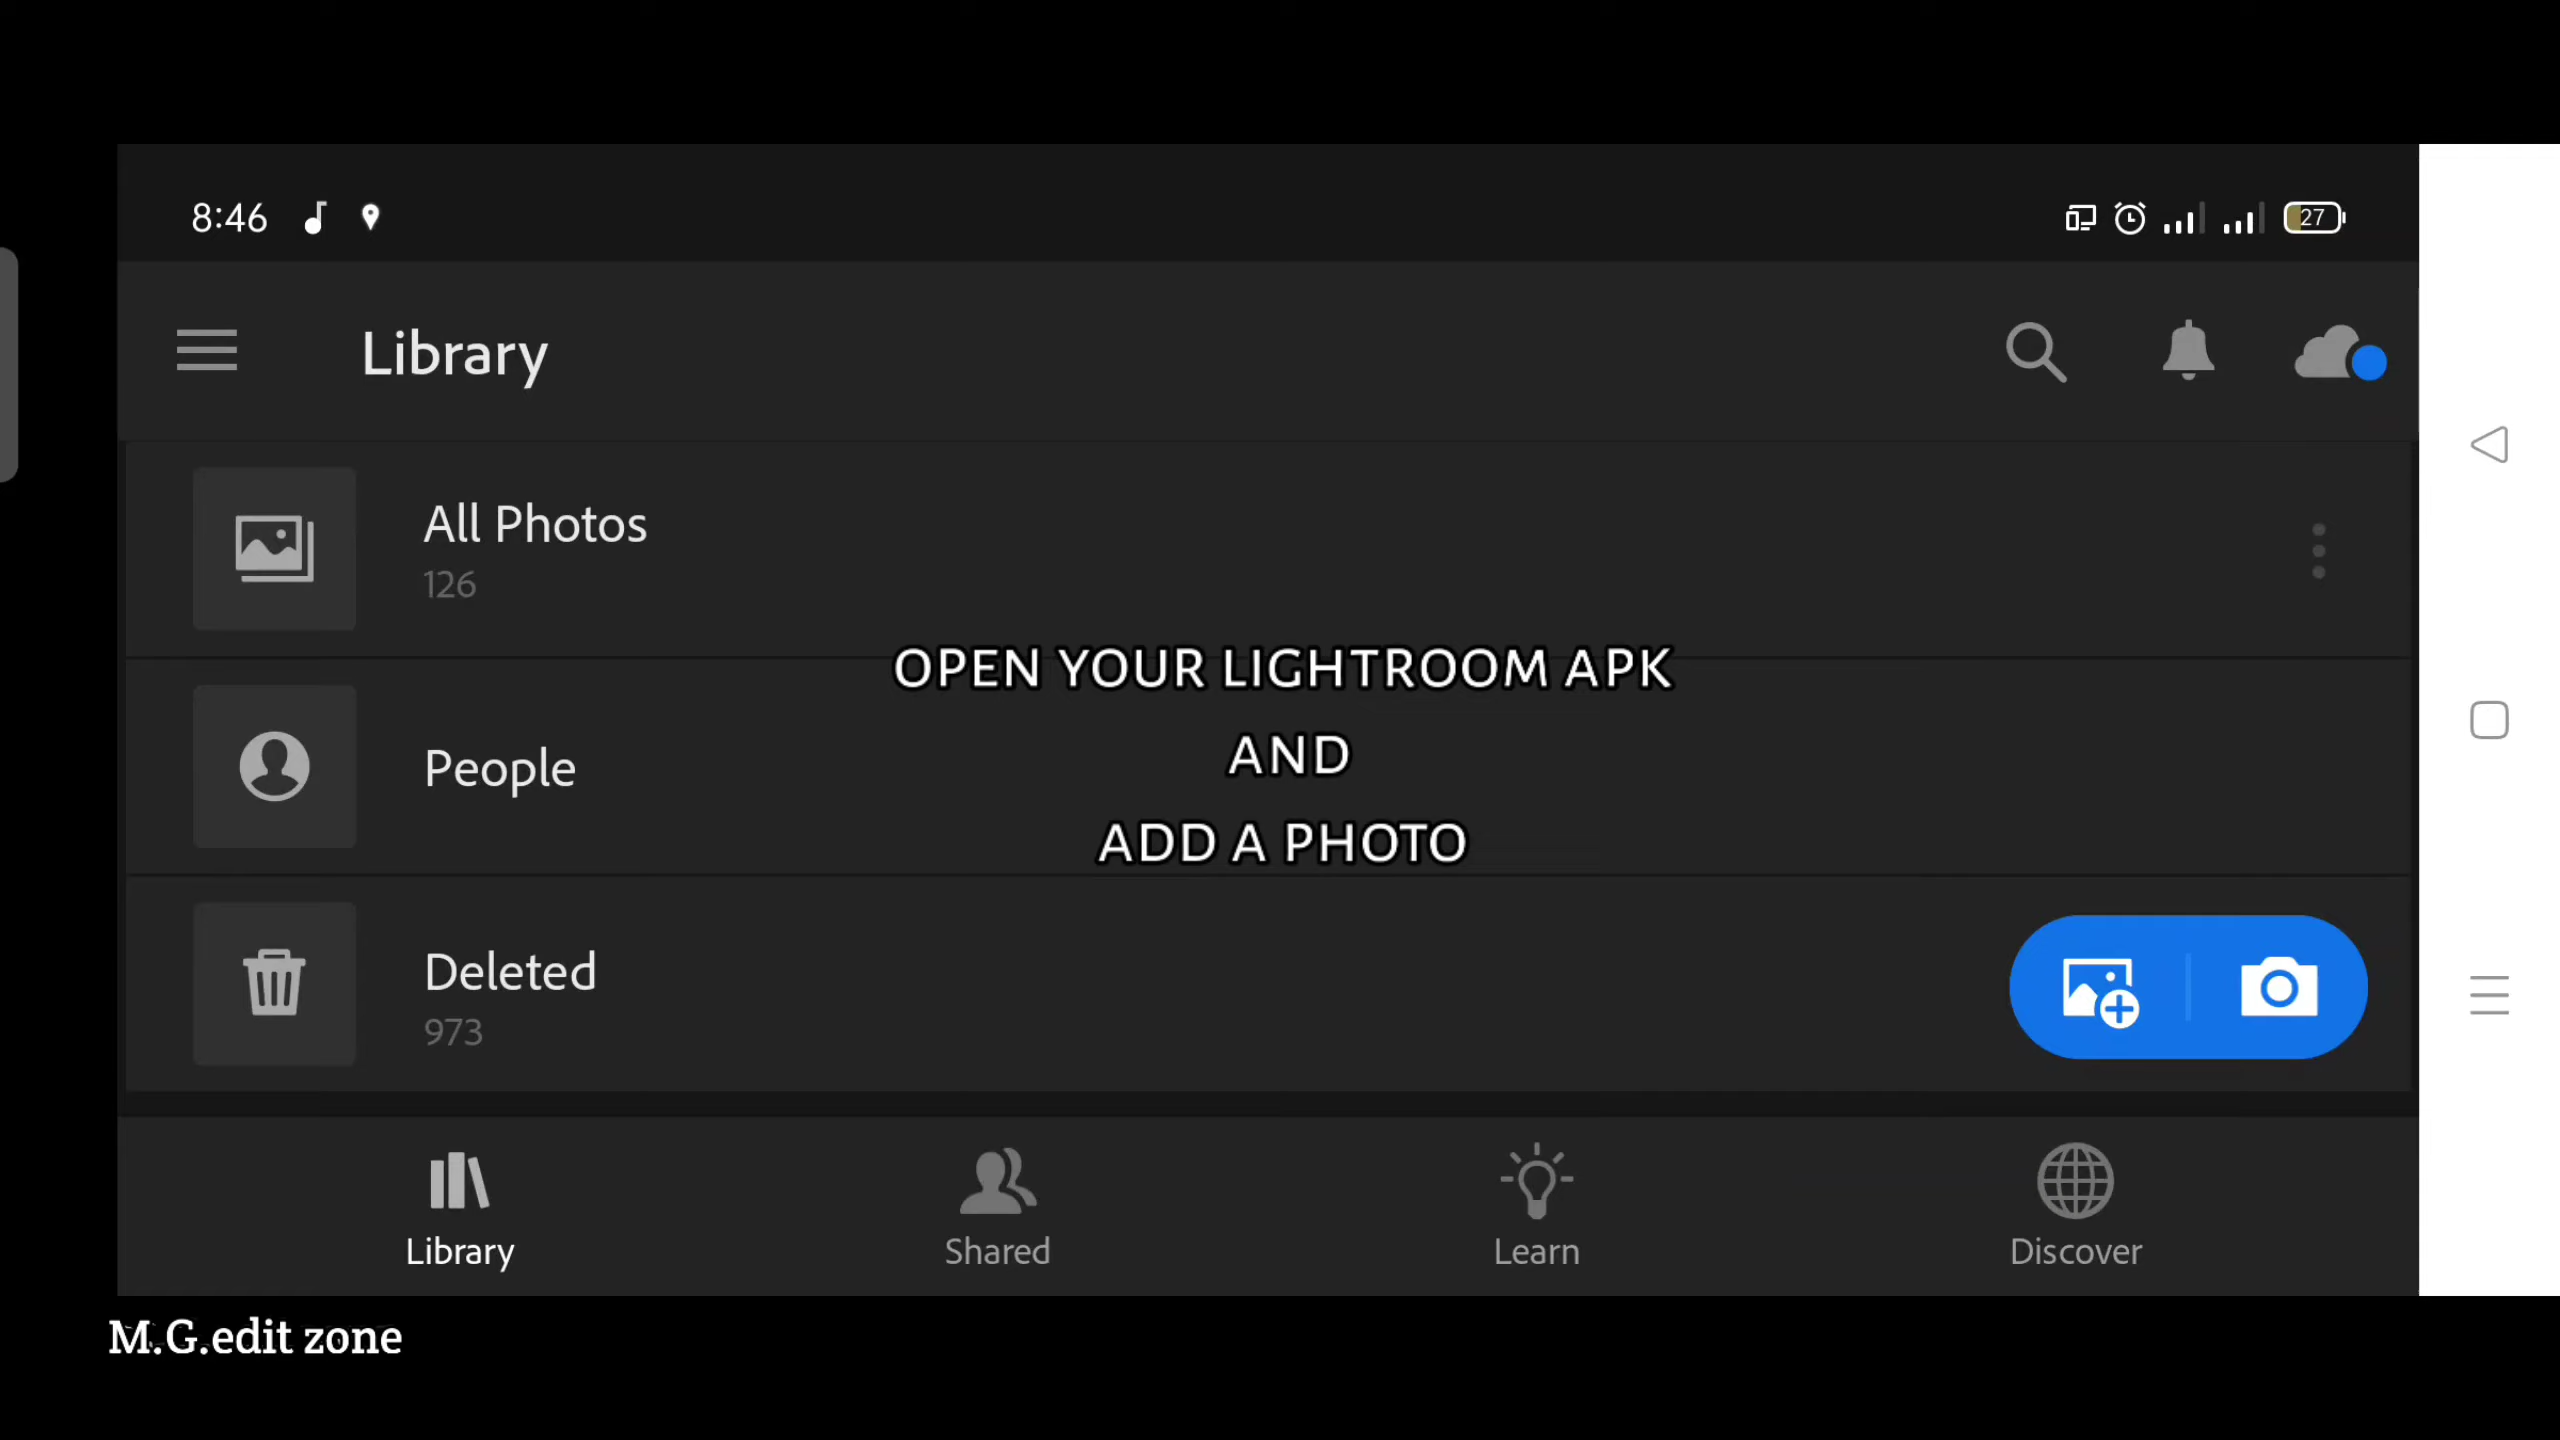 8:46
27
Library
All Photos
126
OPEN YOUR LIGHTROOM APK
AND
People
ADD A PHOTO
Deleted
973
Library
Shared
Learn
Discover
M.G.edit zone